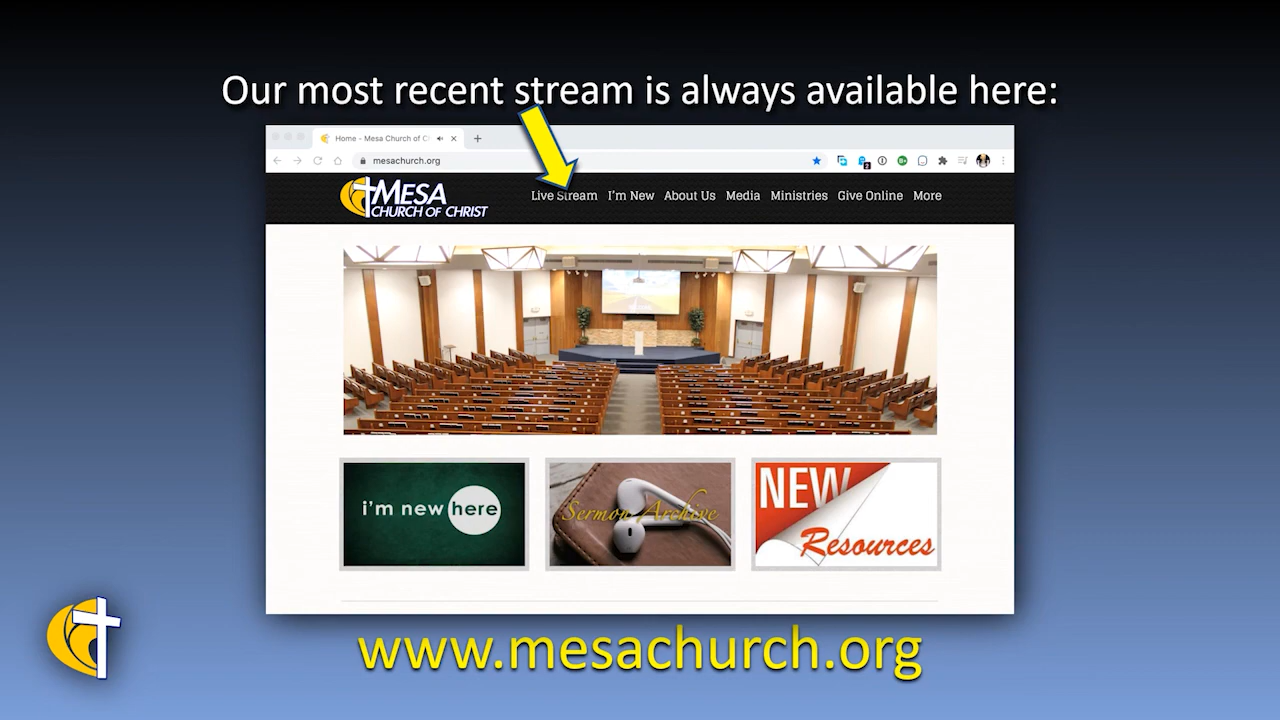 Our most recent stream is always available here:
Home - Mesa Church of C
mesachurch.org
MESA
CHURCH OF CHRIST
Live Stream I'm New About Us Media Ministries Give Online More
i'm new here
Sermon Archive
NEW
Resources
www.mesachurch.org